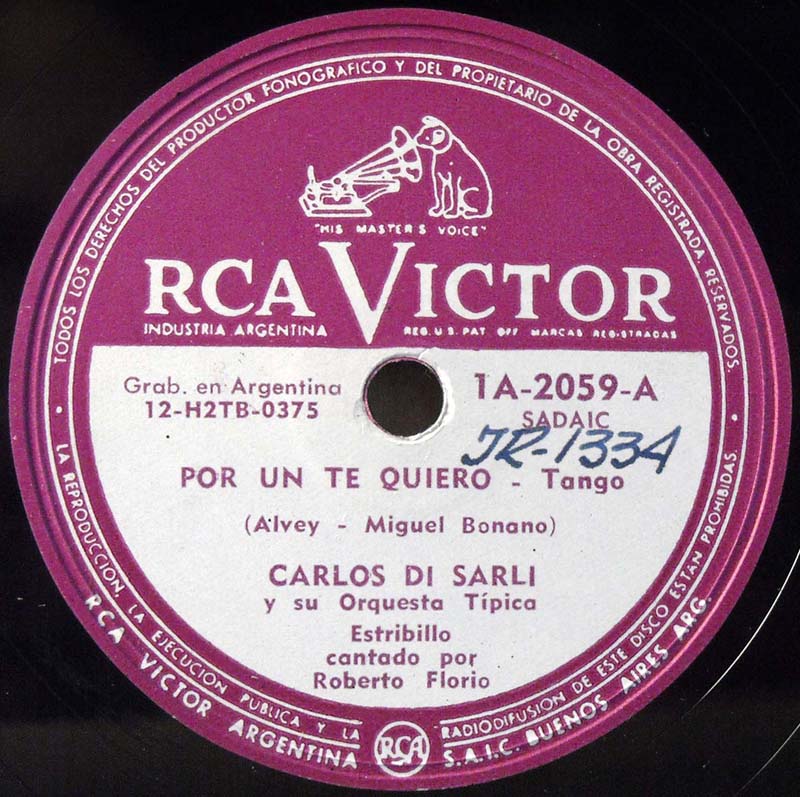 TODOS LOS DERECHOS DEL PRODUCTOR FONOGRAFICO Y DEL PROPIETARIO DE LA OBRA REGISTRADA, RESERVADOS.
"HIS MASTER'S VOICE"
RCA VICTOR
INDUSTRIA ARGENTINA
REG. U.S. PAT. OFF MARCAS REGISTRADAS
Grab. en Argentina
12-H2TB-0375
1A-2059-A
SADAIC
JR-1334
POR UN TE QUIERO - Tango
(Alvey - Miguel Bonano)
CARLOS DI SARLI
y su Orquesta Típica
Estribillo
cantado por
Roberto Florio
LA REPRODUCCION, LA EJECUCION PUBLICA Y LA RADIODIFUSION DE ESTE DISCO ESTÁN PROHIBIDAS.
RCA VICTOR ARGENTINA RCA S.A.I.C. BUENOS AIRES ARG.